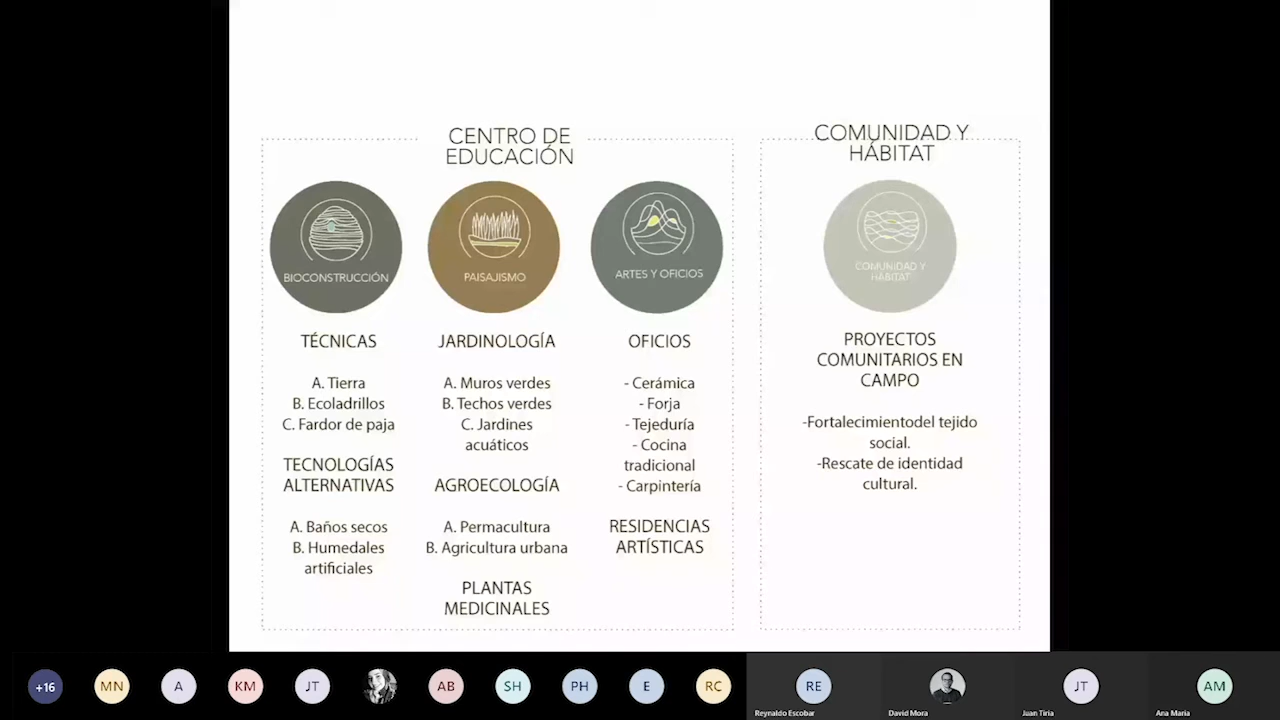 CENTRO DE
EDUCACIÓN
BIOCONSTRUCCIÓN
PAISAJISMO
ARTES Y OFICIOS
TÉCNICAS
A. Tierra
B. Ecoladrillos
C. Fardor de paja
TECNOLOGÍAS
ALTERNATIVAS
A. Baños secos
B. Humedales
artificiales
JARDINOLOGÍA
A. Muros verdes
B. Techos verdes
C. Jardines
acuáticos
AGROECOLOGÍA
A. Permacultura
B. Agricultura urbana
PLANTAS
MEDICINALES
OFICIOS
- Cerámica
- Forja
- Tejeduría
- Cocina
tradicional
- Carpintería
RESIDENCIAS
ARTÍSTICAS
COMUNIDAD Y
HÁBITAT
COMUNIDAD Y
HÁBITAT
PROYECTOS
COMUNITARIOS EN
CAMPO
-Fortalecimientodel tejido
social.
-Rescate de identidad
cultural.
+16
MN
A
KM
JT
AB
SH
PH
E
RC
RE
JT
AM
Reynaldo Escobar
David Mora
Juan Tiria
Ana Maria